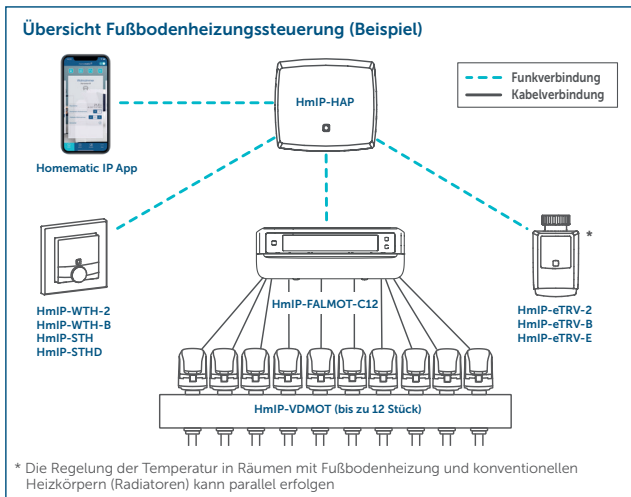 Übersicht Fußbodenheizungssteuerung (Beispiel)
HmIP-HAP
Funkverbindung
Kabelverbindung
Homematic IP App
*
HmIP-WTH-2
HmIP-WTH-B
HmIP-STH
HmIP-STHD
HmIP-FALMOT-C12
HmIP-eTRV-2
HmIP-eTRV-B
HmIP-eTRV-E
HmIP-VDMOT (bis zu 12 Stück)
* Die Regelung der Temperatur in Räumen mit Fußbodenheizung und konventionellen
Heizkörpern (Radiatoren) kann parallel erfolgen